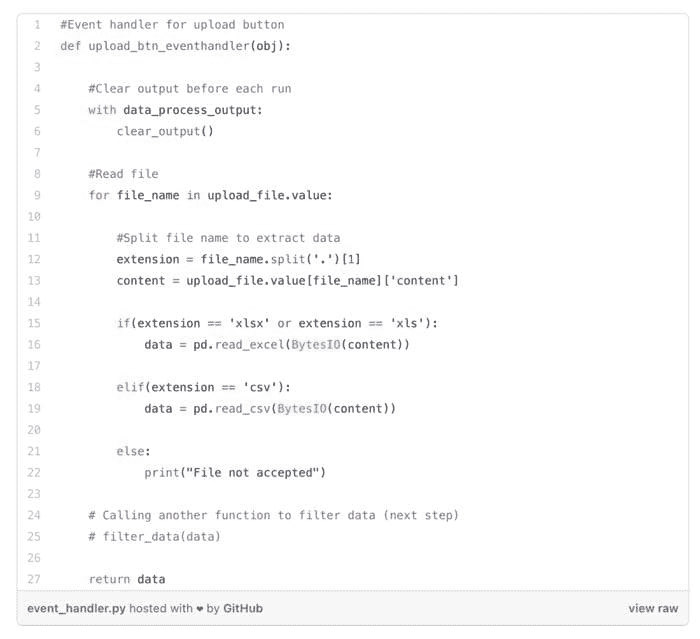 1 #Event handler for upload button
2 def upload_btn_eventhandler(obj):
3
4     #Clear output before each run
5     with data_process_output:
6         clear_output()
7
8     #Read file
9     for file_name in upload_file.value:
10
11         #Split file name to extract data
12         extension = file_name.split('.')[1]
13         content = upload_file.value[file_name]['content']
14
15         if(extension == 'xlsx' or extension == 'xls'):
16             data = pd.read_excel(BytesIO(content))
17
18         elif(extension == 'csv'):
19             data = pd.read_csv(BytesIO(content))
20
21         else:
22             print("File not accepted")
23
24     # Calling another function to filter data (next step)
25     # filter_data(data)
26
27     return data
event_handler.py hosted with ❤ by GitHub view raw